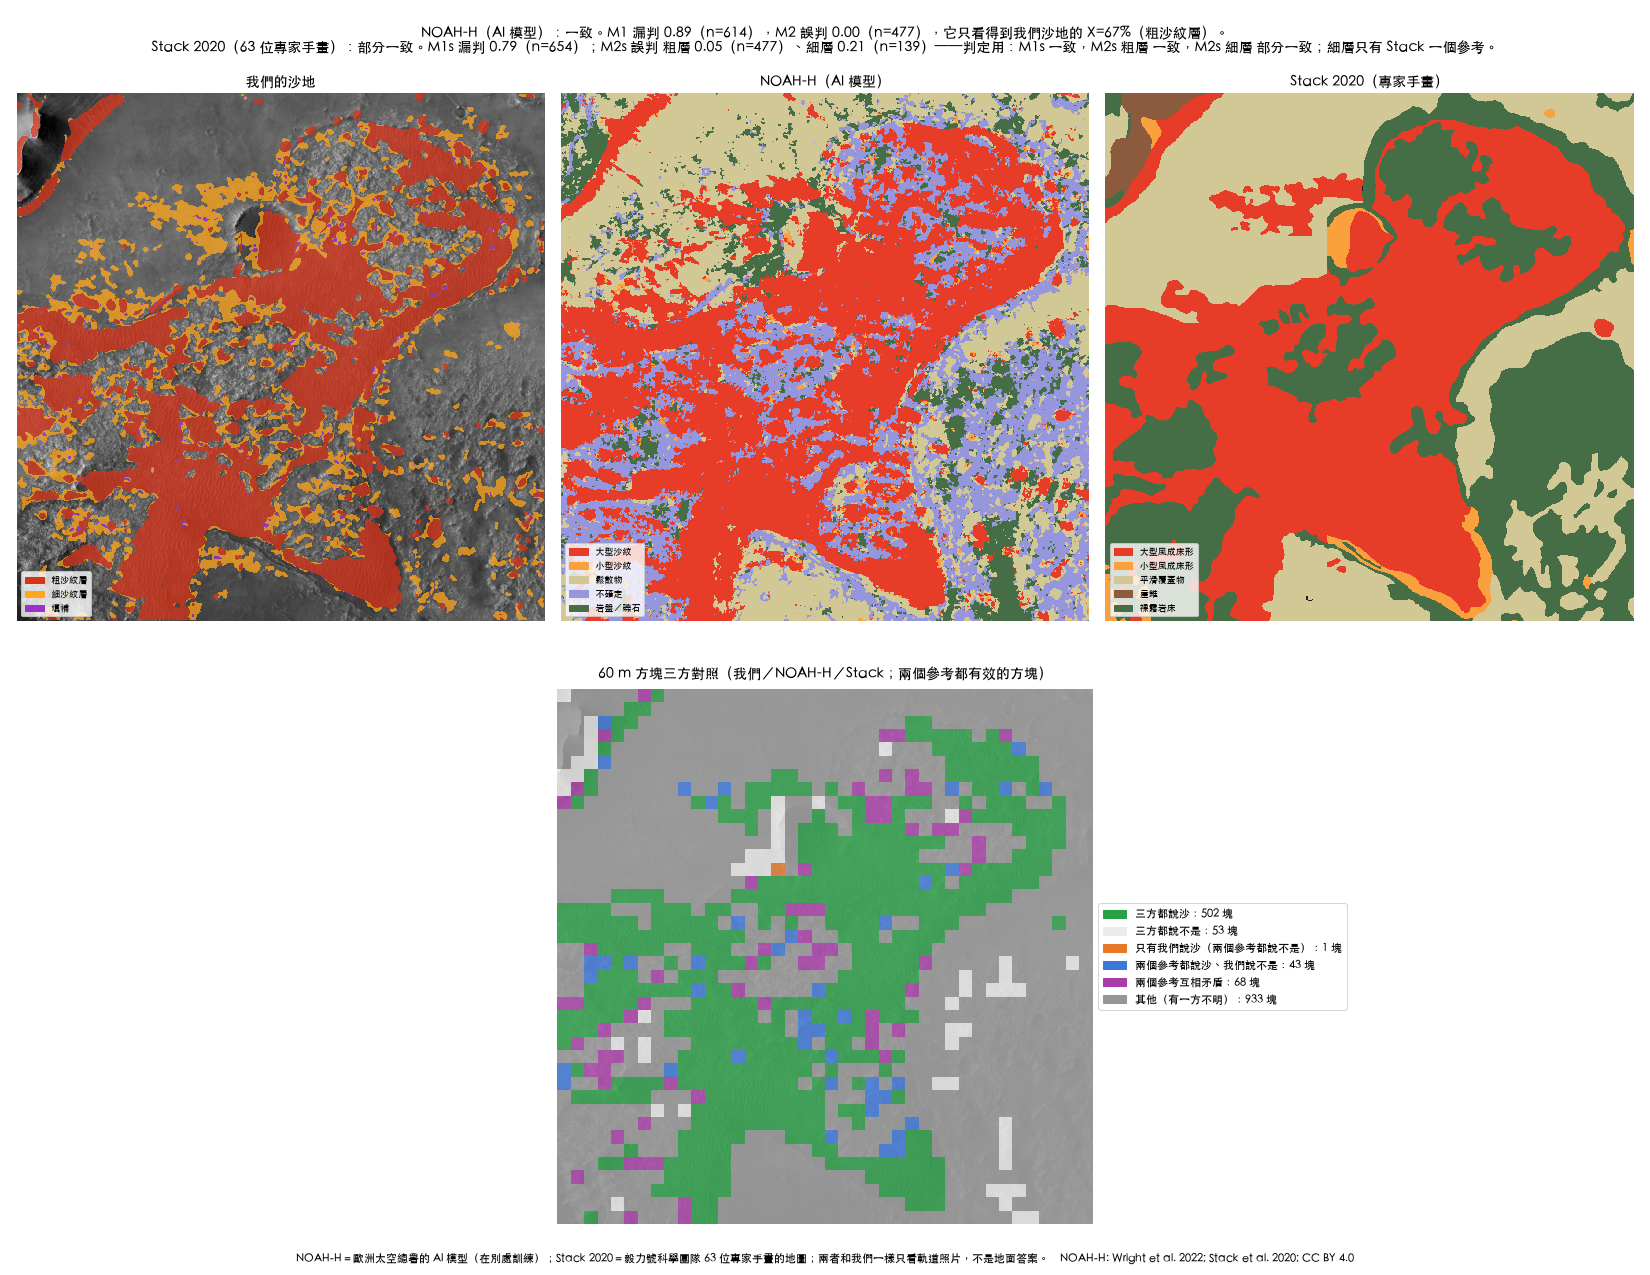 NOAH-H（AI 模型）：一致。M1 漏判 0.89（n=614），M2 誤判 0.00（n=477），它只看得到我們沙地的 X=67%（粗沙紋層）。
Stack 2020（63 位專家手畫）：部分一致。M1s 漏判 0.79（n=654）；M2s 誤判 粗層 0.05（n=477）、細層 0.21（n=139）——判定用：M1s 一致，M2s 粗層 一致，M2s 細層 部分一致；細層只有 Stack 一個參考。
我們的沙地
NOAH-H（AI 模型）
Stack 2020（專家手畫）
粗沙紋層
細沙紋層
填補
大型沙紋
小型沙紋
鬆散物
不確定
岩盤／礫石
大型風成床形
小型風成床形
平滑覆蓋物
崖錐
裸露岩床
60 m 方塊三方對照（我們／NOAH-H／Stack；兩個參考都有效的方塊）
三方都說沙：502 塊
三方都說不是：53 塊
只有我們說沙（兩個參考都說不是）：1 塊
兩個參考都說沙、我們說不是：43 塊
兩個參考互相矛盾：68 塊
其他（有一方不明）：933 塊
NOAH-H＝歐洲太空總署的 AI 模型（在別處訓練）；Stack 2020＝毅力號科學團隊 63 位專家手畫的地圖；兩者和我們一樣只看軌道照片，不是地面答案。 NOAH-H: Wright et al. 2022; Stack et al. 2020; CC BY 4.0